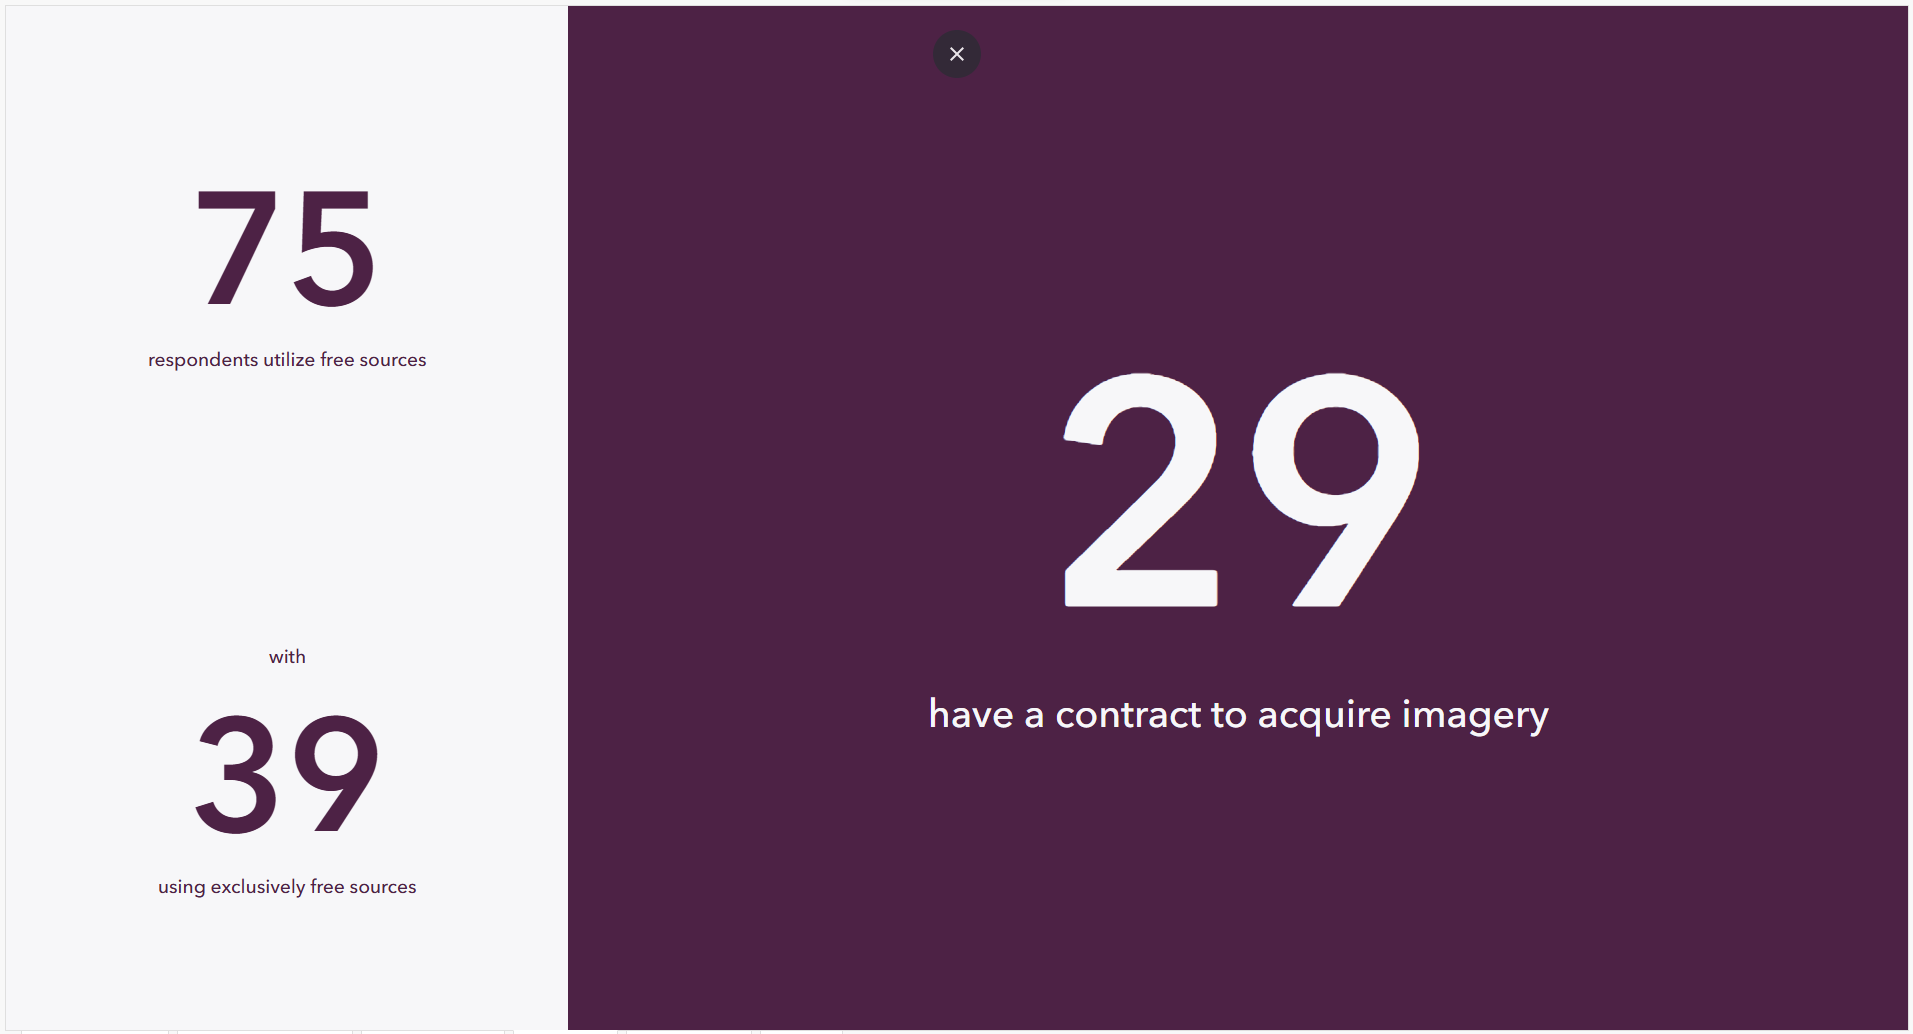 75
respondents utilize free sources
with
39
using exclusively free sources
29
have a contract to acquire imagery